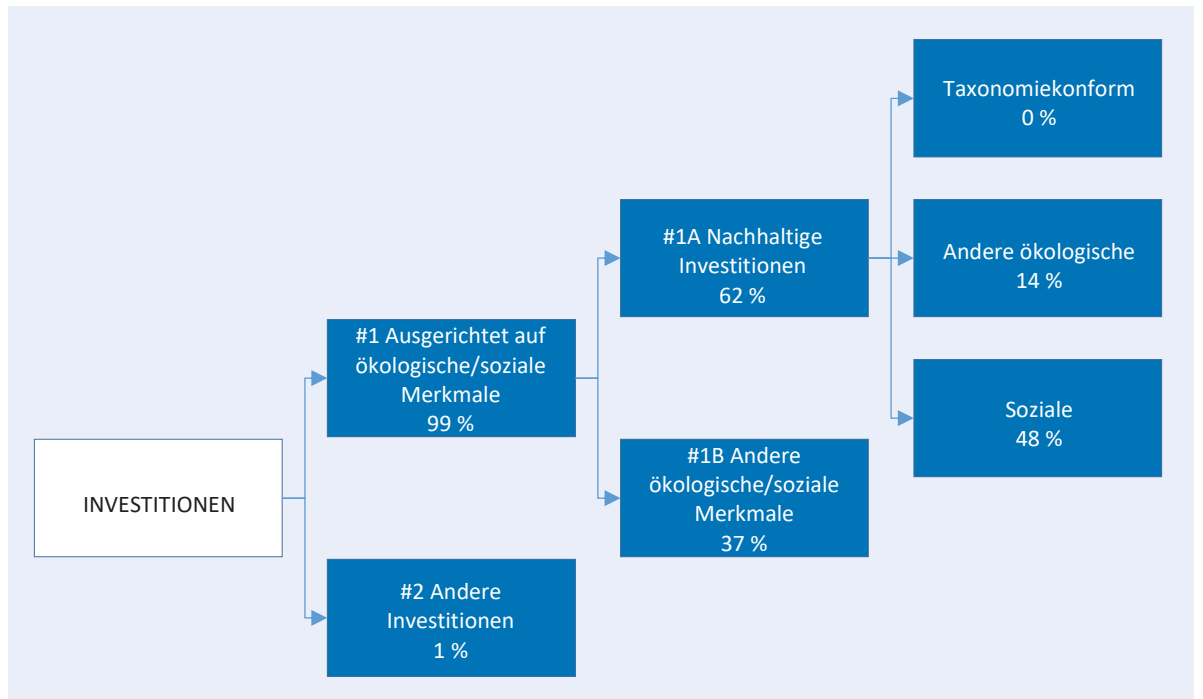 Taxonomiekonform
0 %
#1A Nachhaltige
Investitionen
62 %
Andere ökologische
14 %
#1 Ausgerichtet auf
ökologische/soziale
Merkmale
99 %
Soziale
48 %
INVESTITIONEN
#1B Andere
ökologische/soziale
Merkmale
37 %
#2 Andere
Investitionen
1 %